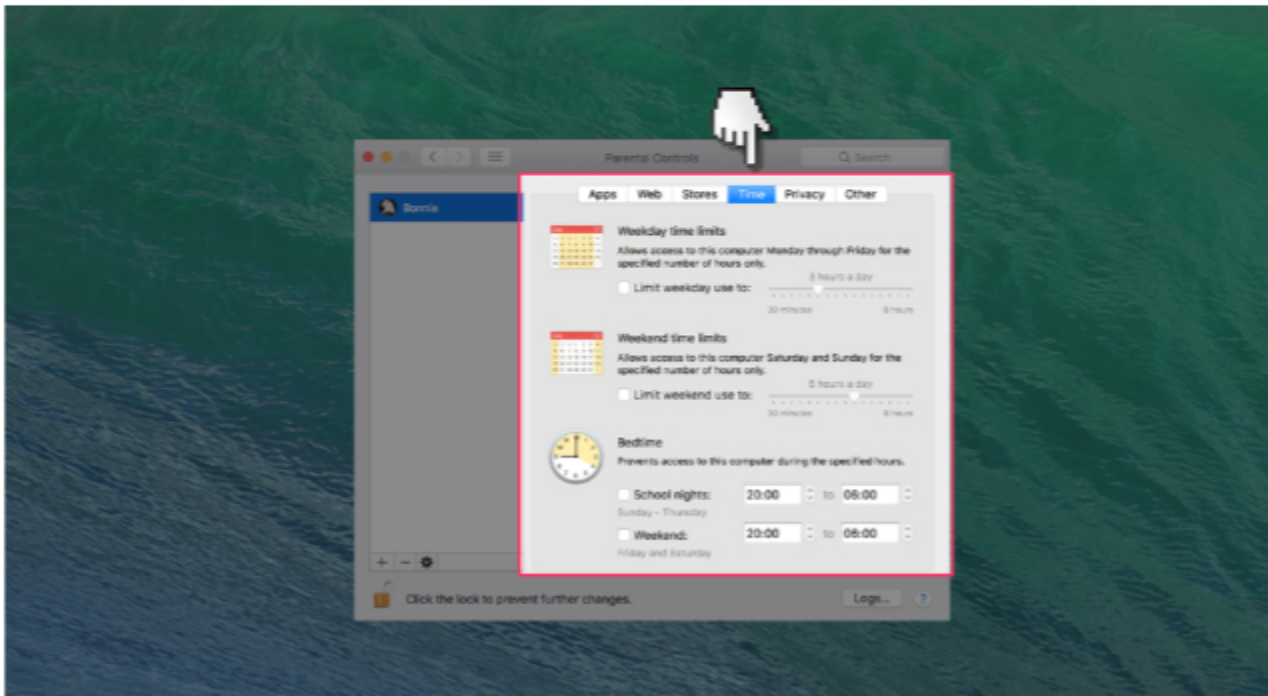 Parental Controls
Search
Bonnie
Apps Web Stores Time Privacy Other
Weekday time limits
Allows access to this computer Monday through Friday for the
specified number of hours only.
3 hours a day
Limit weekday use to:
30 minutes 8 hours
Weekend time limits
Allows access to this computer Saturday and Sunday for the
specified number of hours only.
5 hours a day
Limit weekend use to:
30 minutes 8 hours
Bedtime
Prevents access to this computer during the specified hours.
School nights: 20:00 to 06:00
Sunday – Thursday
Weekend: 20:00 to 06:00
Friday and Saturday
Click the lock to prevent further changes.
Logs... ?